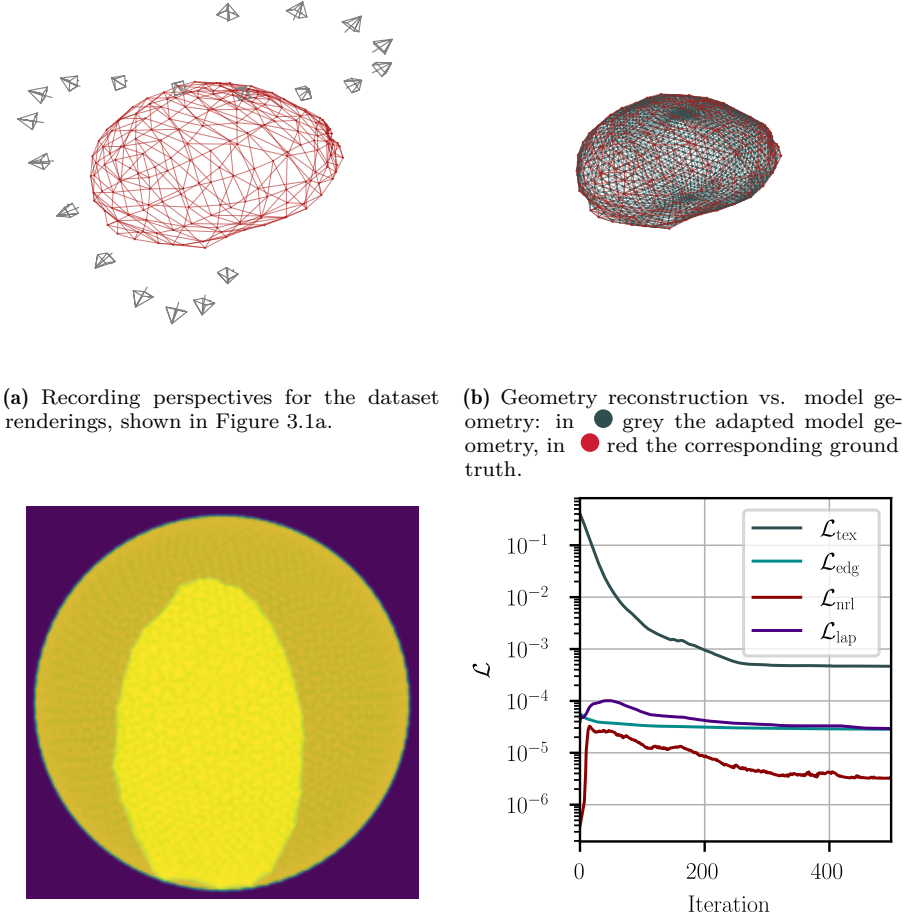 (a) Recording perspectives for the dataset
renderings, shown in Figure 3.1a.
(b) Geometry reconstruction vs. model ge-
ometry: in grey the adapted model ge-
ometry, in red the corresponding ground
truth.
10⁻¹
10⁻²
10⁻³
10⁻⁴
10⁻⁵
10⁻⁶
ℒ
ℒtex
ℒedg
ℒnrl
ℒlap
0 200 400
Iteration